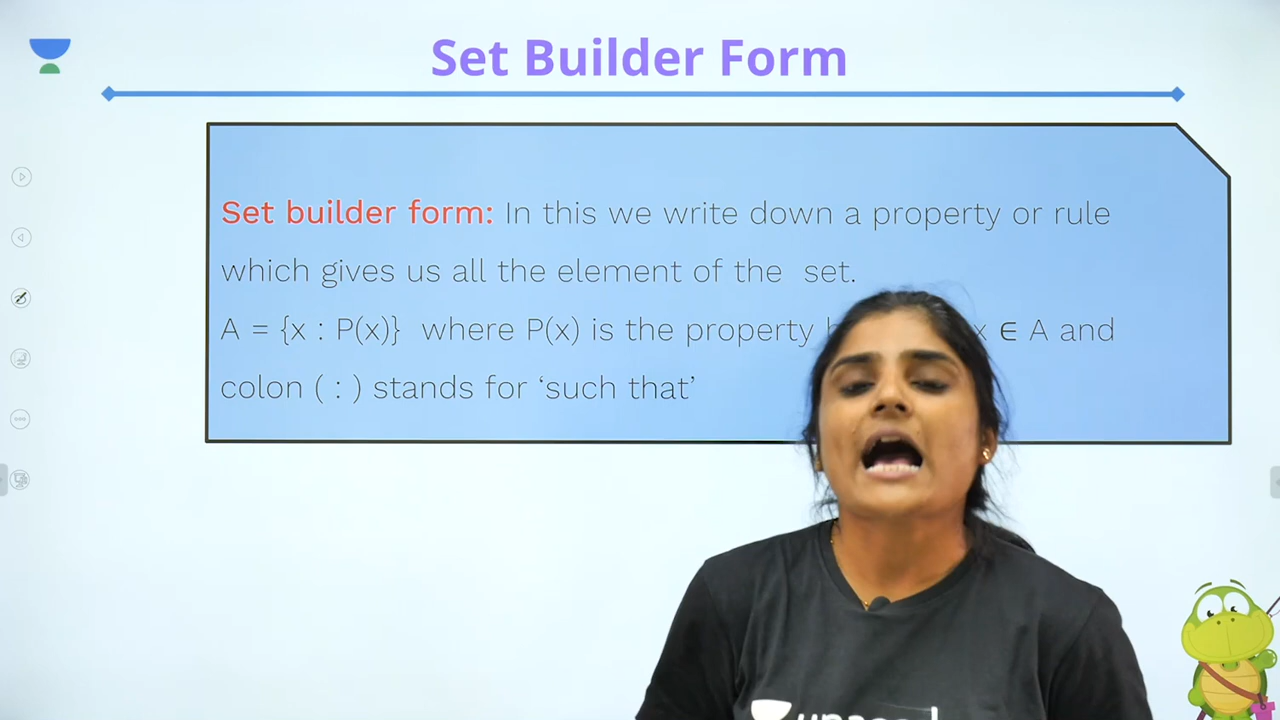 Set Builder Form
Set builder form: In this we write down a property or rule
which gives us all the element of the set.
A = {x : P(x)} where P(x) is the property x ∈ A and
colon ( : ) stands for ‘such that’